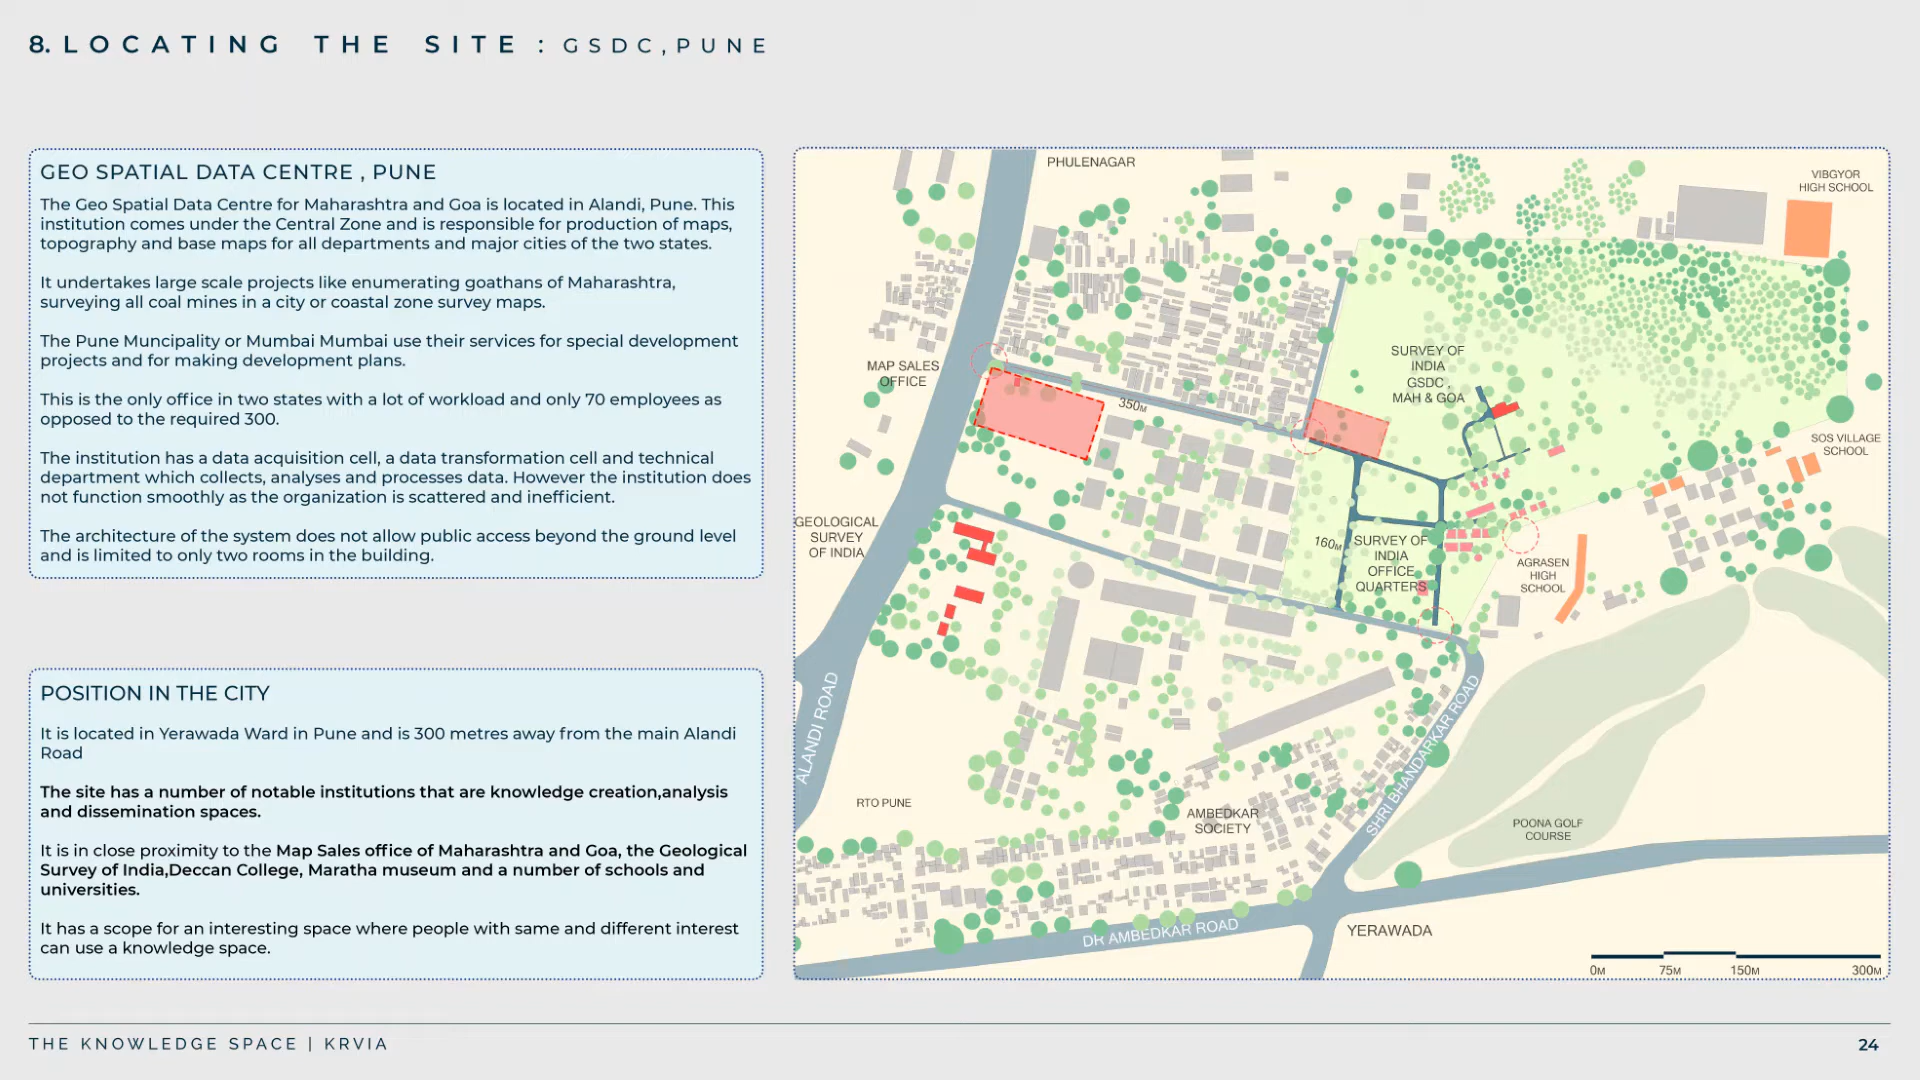 8. LOCATING THE SITE : GSDC,PUNE
GEO SPATIAL DATA CENTRE , PUNE
The Geo Spatial Data Centre for Maharashtra and Goa is located in Alandi, Pune. This
institution comes under the Central Zone and is responsible for production of maps,
topography and base maps for all departments and major cities of the two states.
It undertakes large scale projects like enumerating goathans of Maharashtra,
surveying all coal mines in a city or coastal zone survey maps.
The Pune Muncipality or Mumbai Mumbai use their services for special development
projects and for making development plans.
This is the only office in two states with a lot of workload and only 70 employees as
opposed to the required 300.
The institution has a data acquisition cell, a data transformation cell and technical
department which collects, analyses and processes data. However the institution does
not function smoothly as the organization is scattered and inefficient.
The architecture of the system does not allow public access beyond the ground level
and is limited to only two rooms in the building.
POSITION IN THE CITY
It is located in Yerawada Ward in Pune and is 300 metres away from the main Alandi
Road
The site has a number of notable institutions that are knowledge creation,analysis
and dissemination spaces.
It is in close proximity to the Map Sales office of Maharashtra and Goa, the Geological
Survey of India,Deccan College, Maratha museum and a number of schools and
universities.
It has a scope for an interesting space where people with same and different interest
can use a knowledge space.
PHULENAGAR
VIBGYOR
HIGH SCHOOL
MAP SALES
OFFICE
350M
SURVEY OF
INDIA
GSDC ,
MAH & GOA
SOS VILLAGE
SCHOOL
GEOLOGICAL
SURVEY
OF INDIA
160M
SURVEY OF
INDIA
OFFICE
QUARTERS
AGRASEN
HIGH
SCHOOL
ALANDI ROAD
SHRI BHANDARKAR ROAD
RTO PUNE
AMBEDKAR
SOCIETY
POONA GOLF
COURSE
DR AMBEDKAR ROAD
YERAWADA
0M 75M 150M 300M
THE KNOWLEDGE SPACE | KRVIA
24